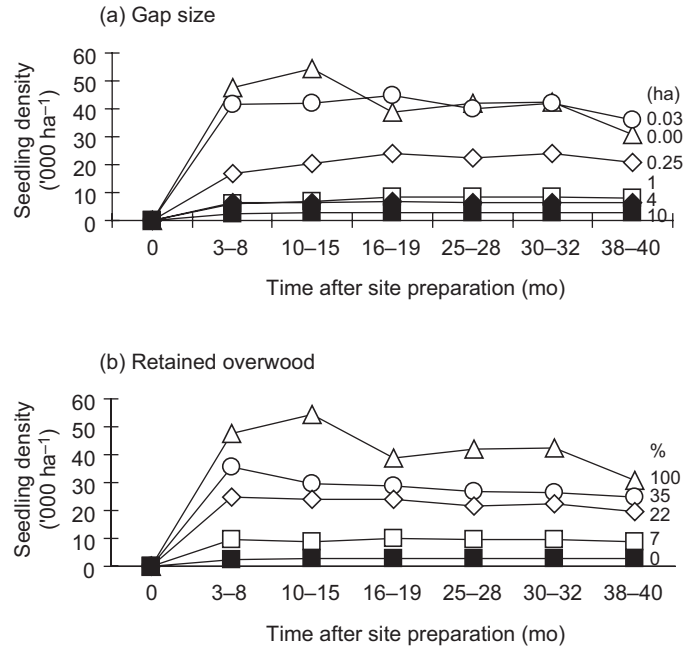 (a) Gap size
Seedling density
('000 ha⁻¹)
60
50
40
30
20
10
0
(ha)
0.03
0.00
0.25
1
4
10
0 3–8 10–15 16–19 25–28 30–32 38–40
Time after site preparation (mo)
(b) Retained overwood
Seedling density
('000 ha⁻¹)
60
50
40
30
20
10
0
%
100
35
22
7
0
0 3–8 10–15 16–19 25–28 30–32 38–40
Time after site preparation (mo)